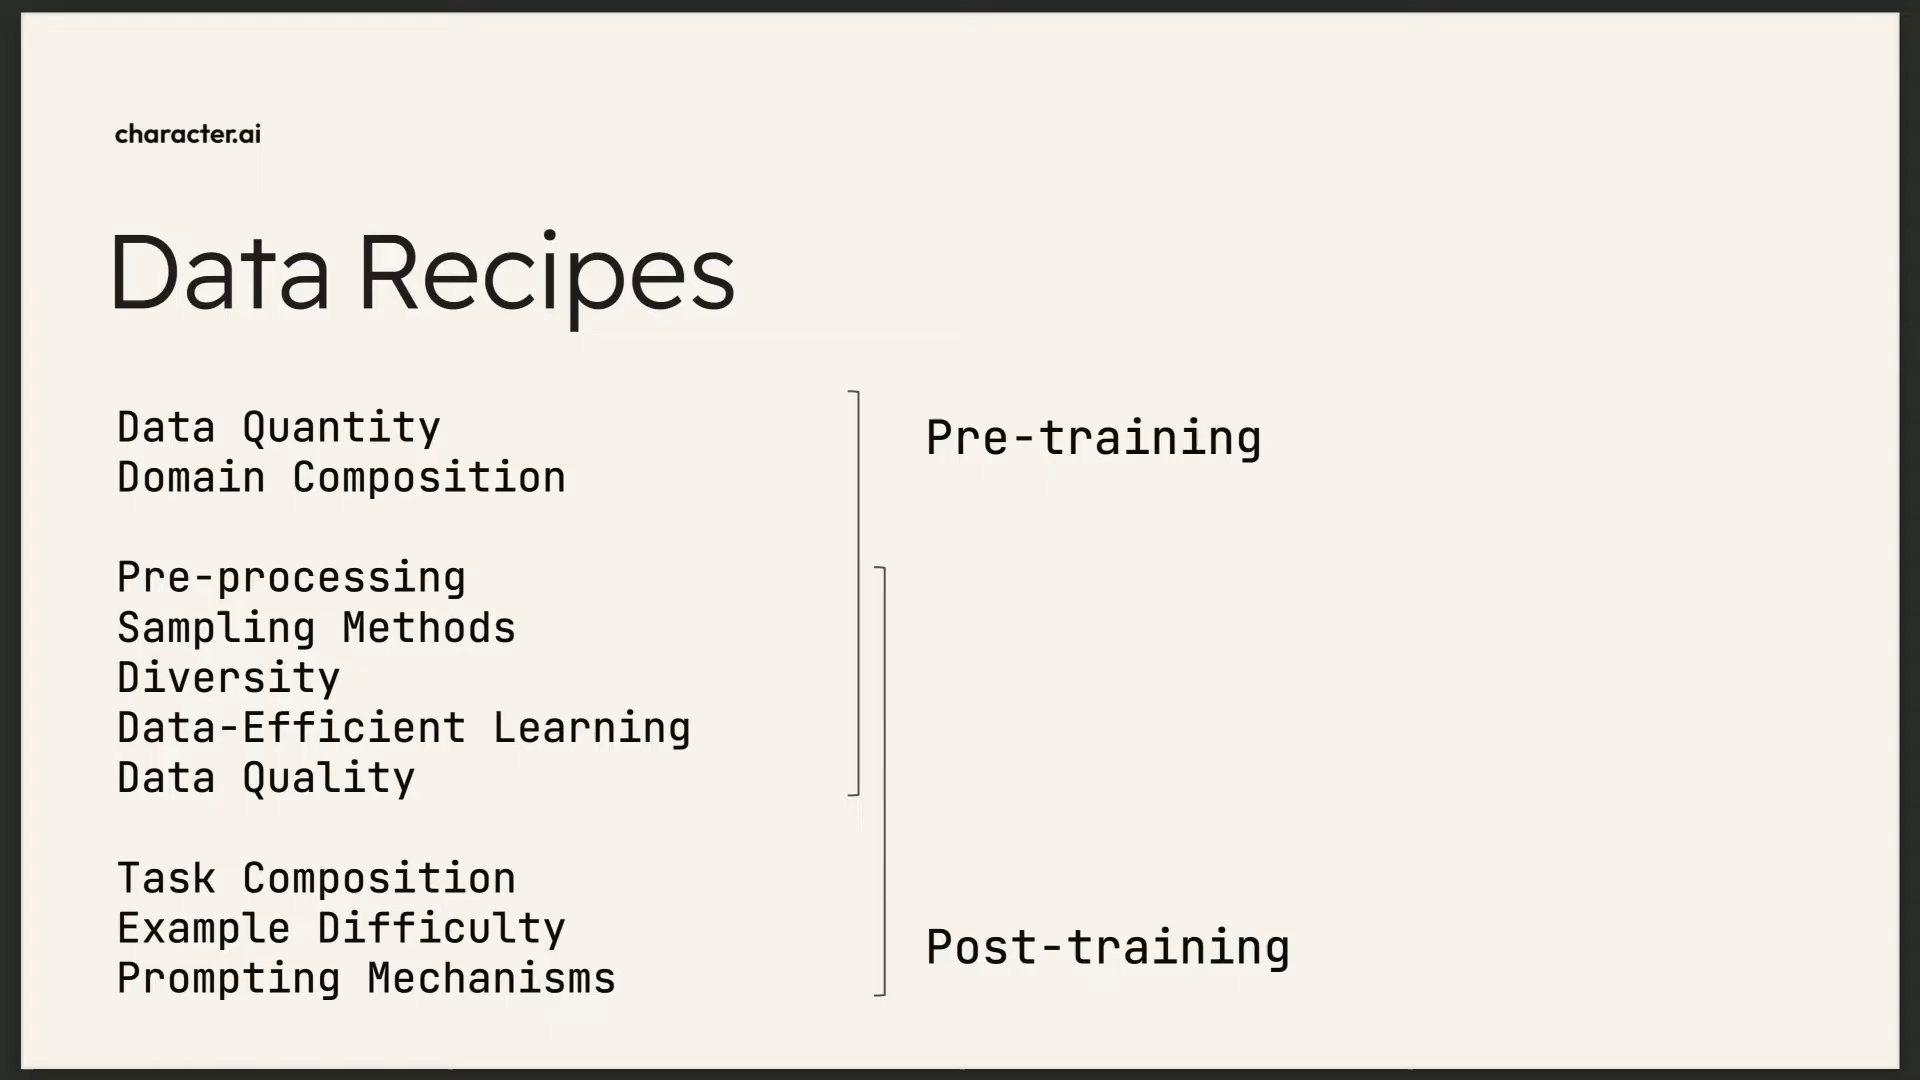 character.ai
Data Recipes
Data Quantity
Domain Composition
Pre-training
Pre-processing
Sampling Methods
Diversity
Data-Efficient Learning
Data Quality
Task Composition
Example Difficulty
Prompting Mechanisms
Post-training